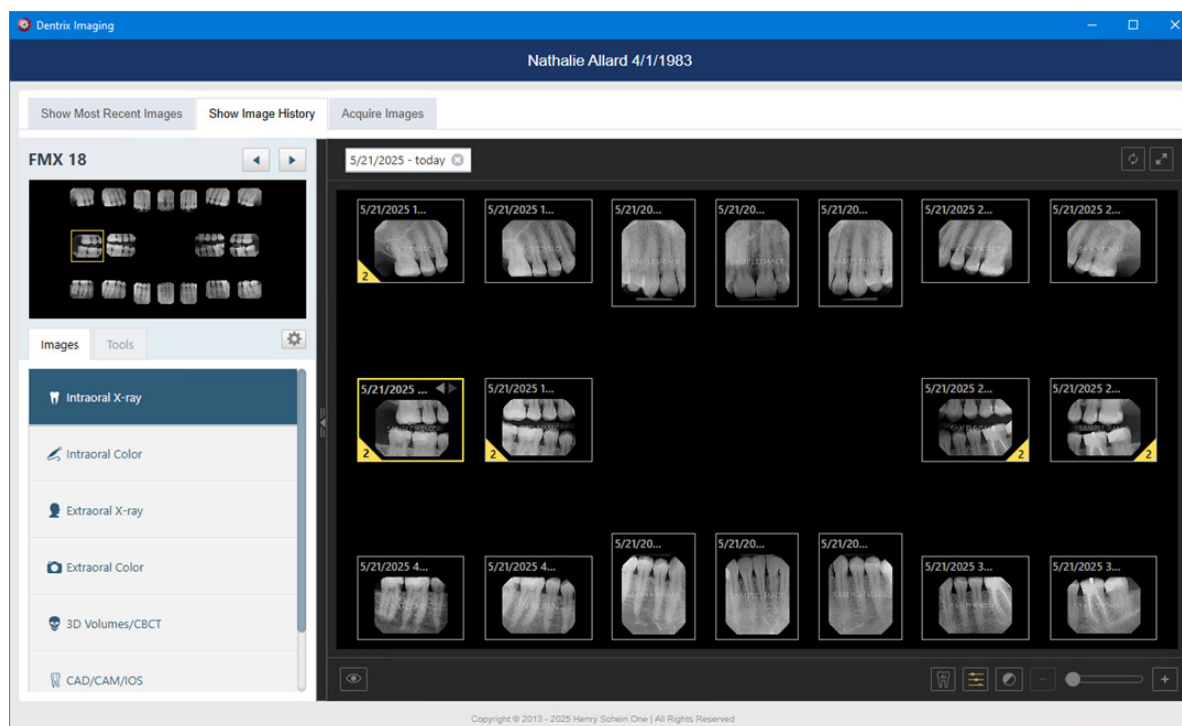 Dentrix Imaging
Nathalie Allard 4/1/1983
Show Most Recent Images
Show Image History
Acquire Images
FMX 18
5/21/2025 - today
5/21/2025 1...
5/21/2025 1...
5/21/20...
5/21/20...
5/21/20...
5/21/2025 2...
5/21/2025 2...
SAMPLE IMAGE
2
Images
Tools
Intraoral X-ray
Intraoral Color
Extraoral X-ray
Extraoral Color
3D Volumes/CBCT
CAD/CAM/IOS
5/21/2025 ...
5/21/2025 1...
5/21/2025 2...
5/21/2025 2...
2
2
2
2
5/21/2025 4...
5/21/2025 4...
5/21/20...
5/21/20...
5/21/20...
5/21/2025 3...
5/21/2025 3...
Copyright © 2013 - 2025 Henry Schein One | All Rights Reserved